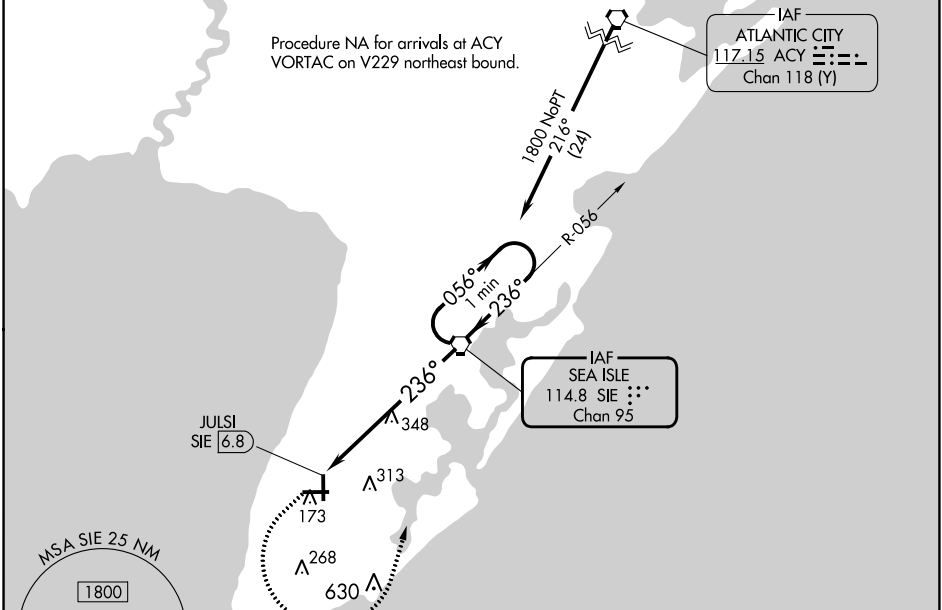 Procedure NA for arrivals at ACY
VORTAC on V229 northeast bound.
IAF
ATLANTIC CITY
117.15 ACY
Chan 118 (Y)
1800 NoPT
216°
(24)
R-056
056°
1 min
236°
IAF
SEA ISLE
114.8 SIE
Chan 95
236°
348
JULSI
SIE 6.8
313
173
268
630
MSA SIE 25 NM
1800